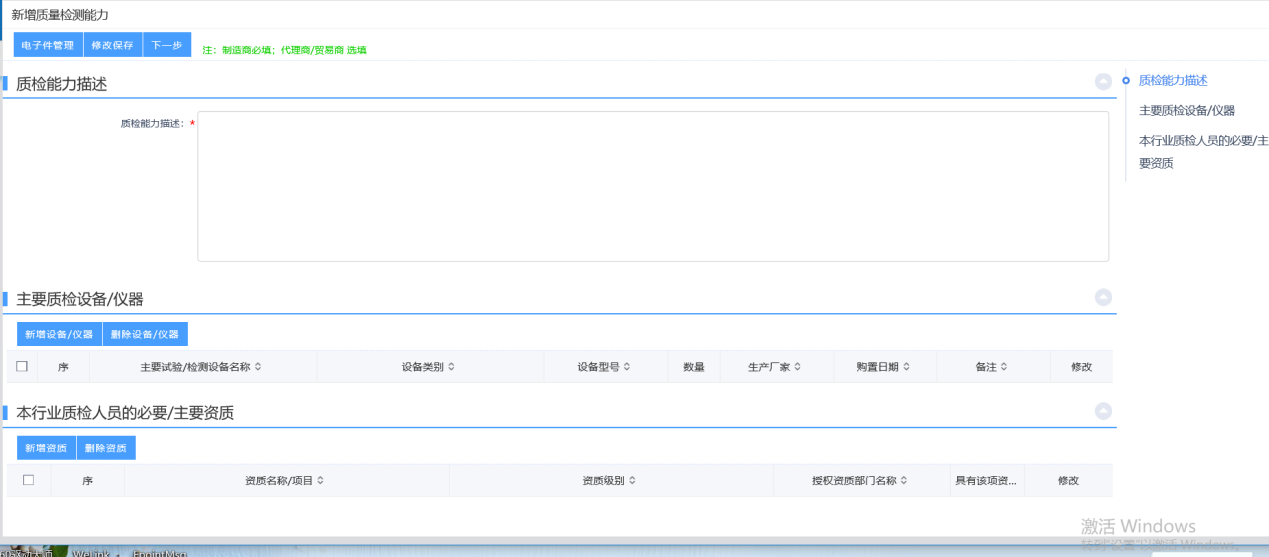 新增质量检测能力
电子件管理 修改保存 下一步 注：制造商必填；代理商/贸易商 选填
质检能力描述
质检能力描述：*
主要质检设备/仪器
新增设备/仪器 删除设备/仪器
序 主要试验/检测设备名称 设备类别 设备型号 数量 生产厂家 购置日期 备注 修改
本行业质检人员的必要/主要资质
新增资质 删除资质
序 资质名称/项目 资质级别 授权资质部门名称 具有该项资... 修改
质检能力描述
主要质检设备/仪器
本行业质检人员的必要/主
要资质
激活 Windows
转到"设置"以激活 Windows。